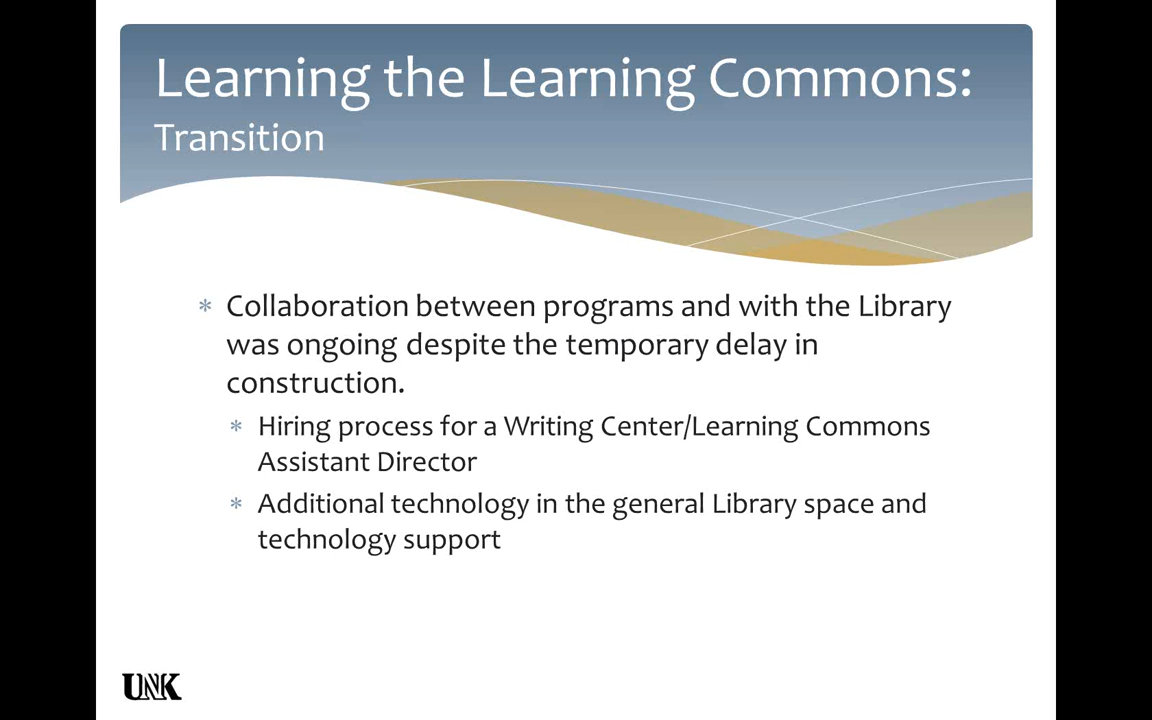 Learning the Learning Commons:
Transition
* Collaboration between programs and with the Library
was ongoing despite the temporary delay in
construction.
* Hiring process for a Writing Center/Learning Commons
Assistant Director
* Additional technology in the general Library space and
technology support
UNK